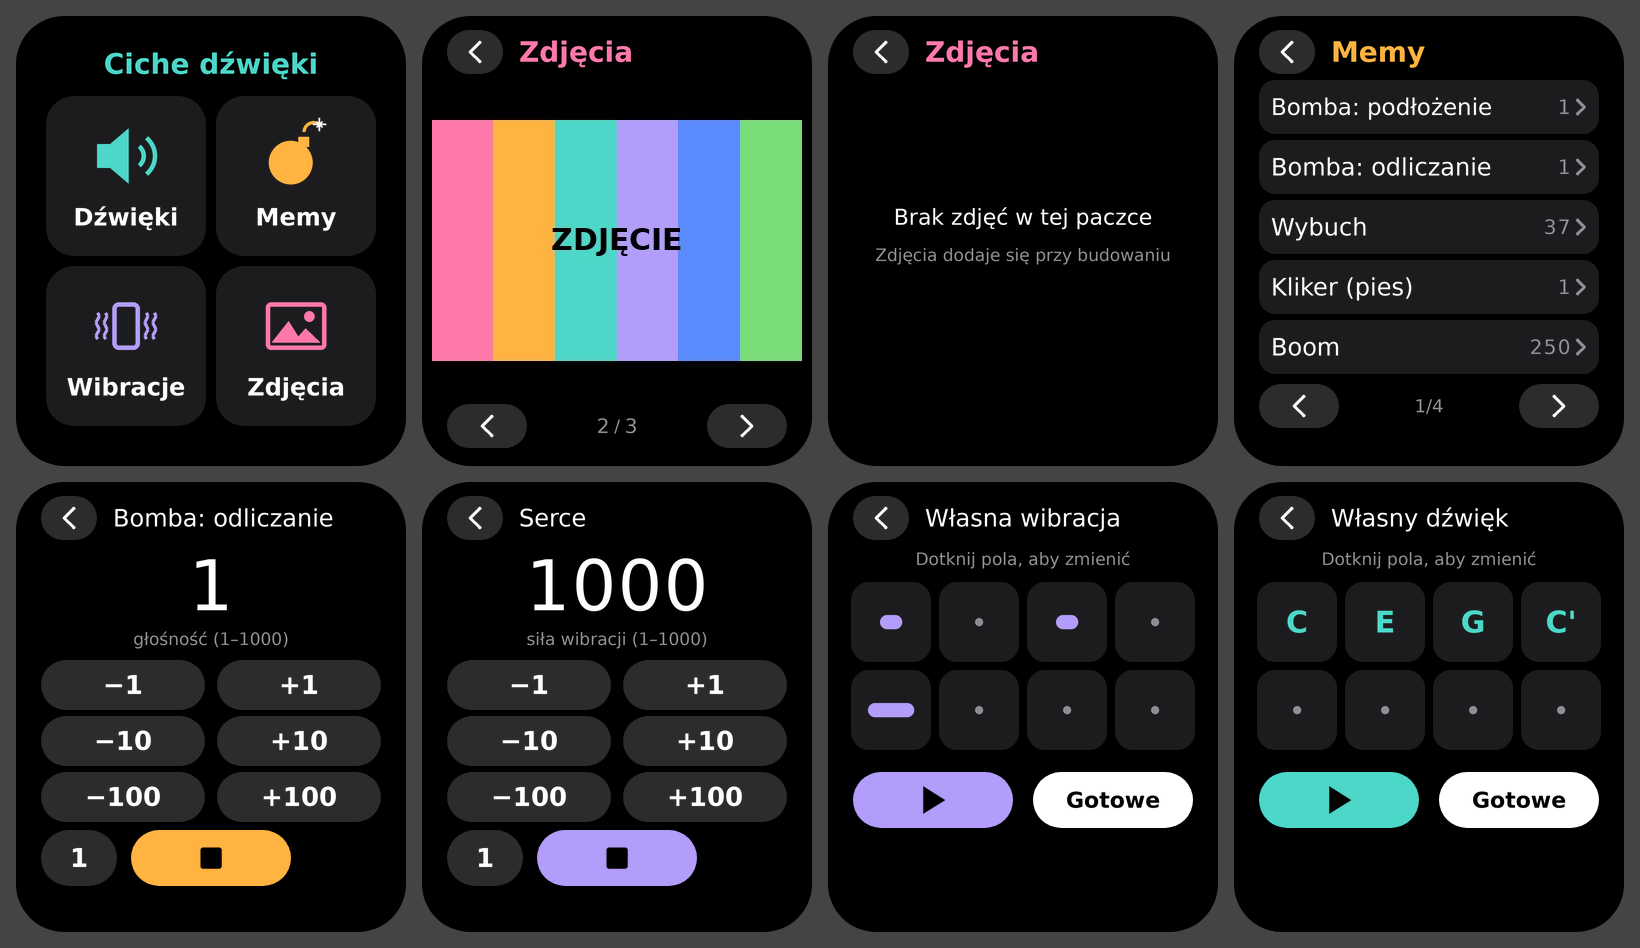 Ciche dźwięki
Dźwięki
Memy
Wibracje
Zdjęcia
Zdjęcia
ZDJĘCIE
2 / 3
Zdjęcia
Brak zdjęć w tej paczce
Zdjęcia dodaje się przy budowaniu
Memy
Bomba: podłożenie 1
Bomba: odliczanie 1
Wybuch 37
Kliker (pies) 1
Boom 250
1/4
Bomba: odliczanie
1
głośność (1–1000)
−1 +1
−10 +10
−100 +100
1
Serce
1000
siła wibracji (1–1000)
−1 +1
−10 +10
−100 +100
1
Własna wibracja
Dotknij pola, aby zmienić
Gotowe
Własny dźwięk
Dotknij pola, aby zmienić
C E G C'
Gotowe